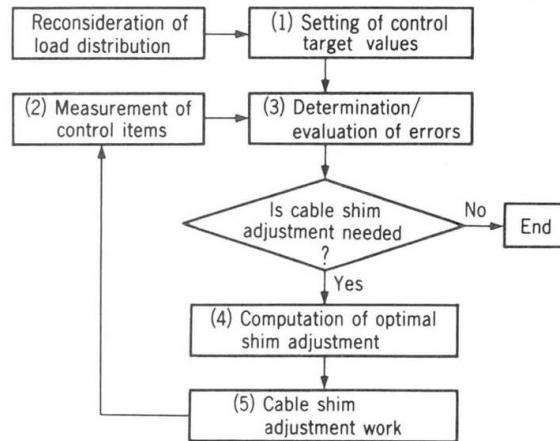 Reconsideration of
load distribution
(1) Setting of control
target values
(2) Measurement of
control items
(3) Determination/
evaluation of errors
Is cable shim
adjustment needed
?
No
End
Yes
(4) Computation of optimal
shim adjustment
(5) Cable shim
adjustment work